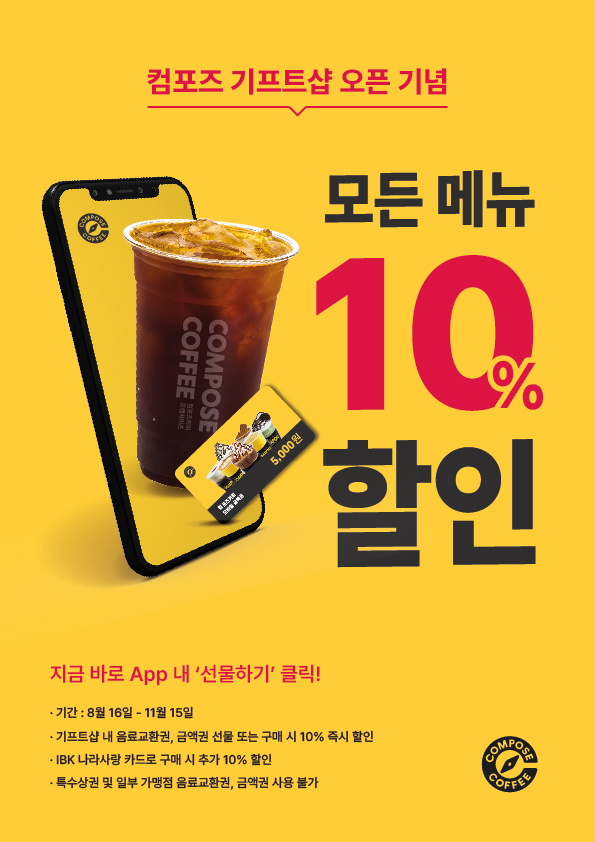 컴포즈 기프트샵 오픈 기념
모든 메뉴
10%
할인
COMPOSE
COFFEE
COMPOSE
COFFEE
5,000원
지금 바로 App 내 ‘선물하기’ 클릭!
· 기간 : 8월 16일 - 11월 15일
· 기프트샵 내 음료교환권, 금액권 선물 또는 구매 시 10% 즉시 할인
· IBK 나라사랑 카드로 구매 시 추가 10% 할인
· 특수상권 및 일부 가맹점 음료교환권, 금액권 사용 불가
COMPOSE
COFFEE